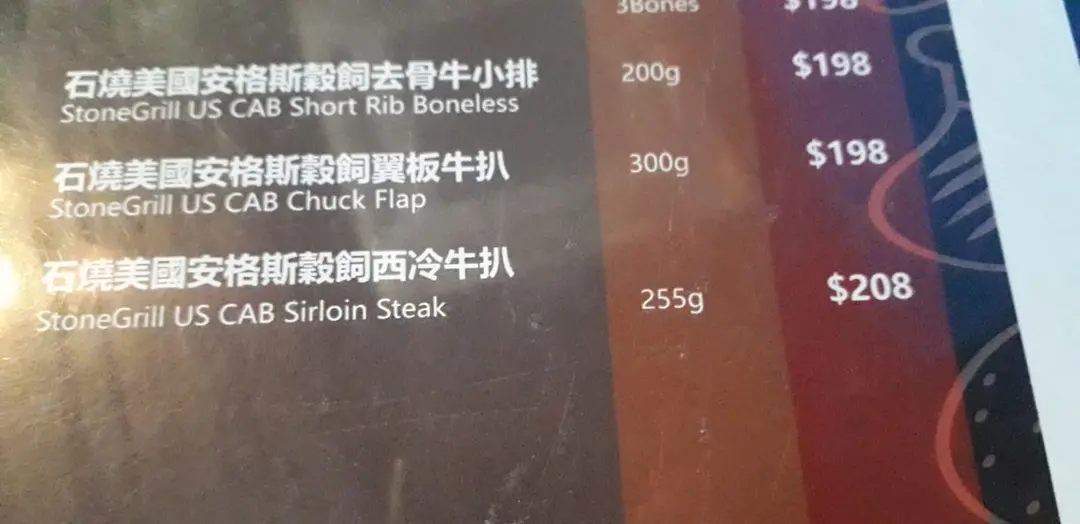 3Bones $198
石燒美國安格斯穀飼去骨牛小排 200g $198
StoneGrill US CAB Short Rib Boneless
石燒美國安格斯穀飼翼板牛扒 300g $198
StoneGrill US CAB Chuck Flap
石燒美國安格斯穀飼西冷牛扒 255g $208
StoneGrill US CAB Sirloin Steak